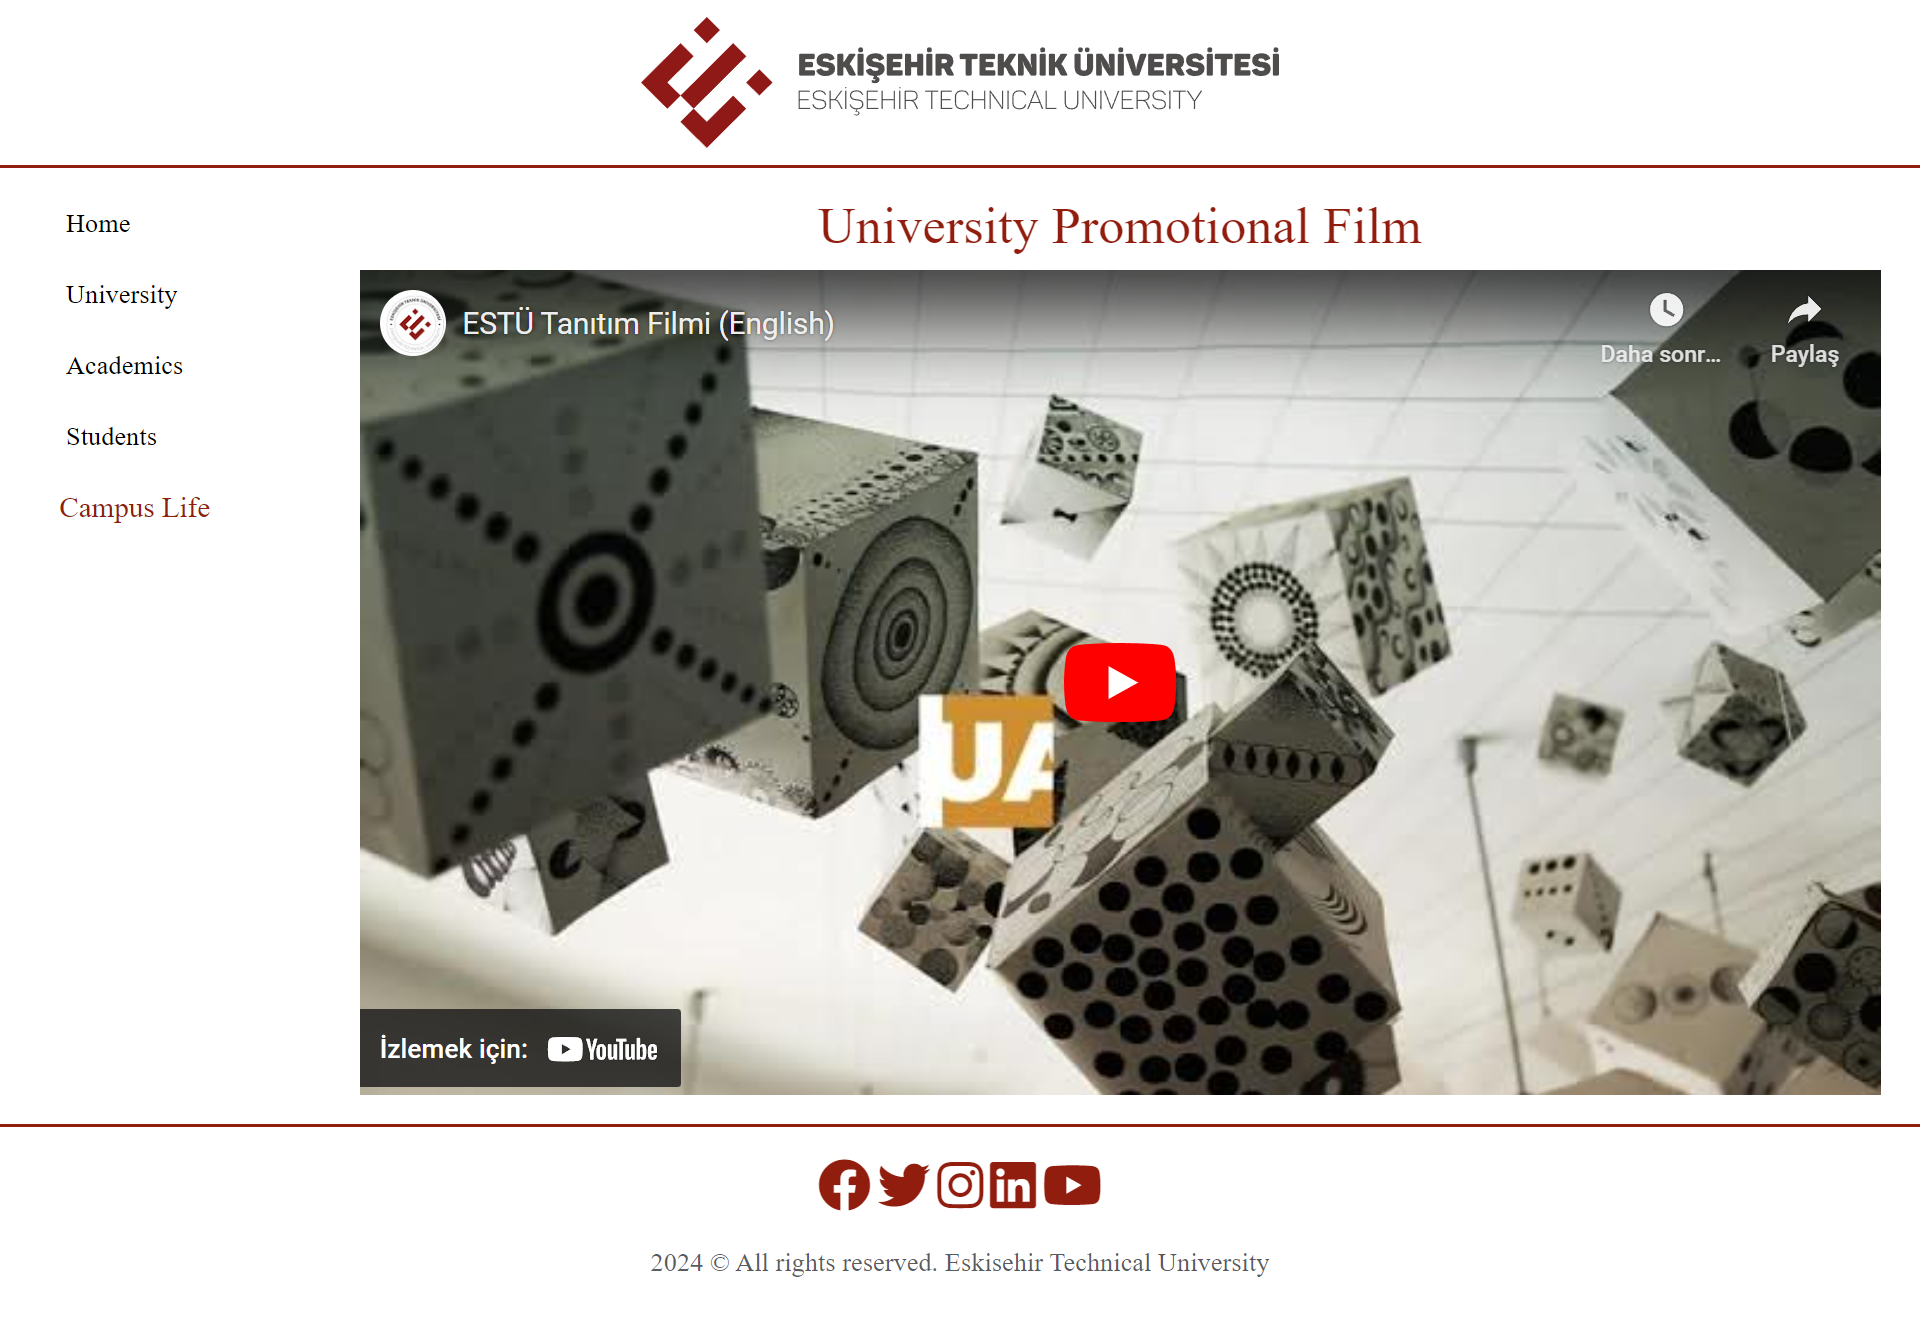 ESKİŞEHİR TEKNİK ÜNİVERSİTESİ
ESKİŞEHİR TECHNICAL UNIVERSITY
Home
University
Academics
Students
Campus Life
University Promotional Film
ESTÜ Tanıtım Filmi (English)
Daha sonr...
Paylaş
UA
İzlemek için: YouTube
2024 © All rights reserved. Eskisehir Technical University